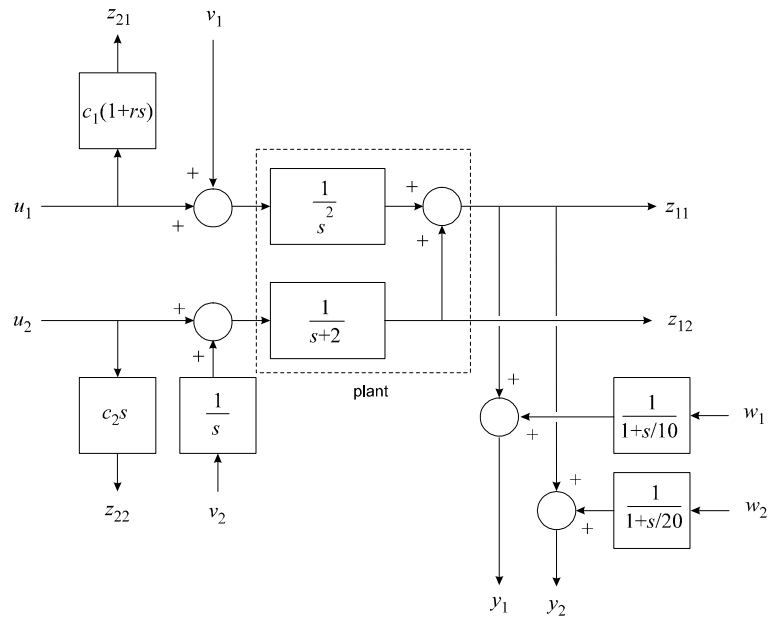 z₂₁ v₁
c₁(1+rs)
+
u₁ + 1/s² + + z₁₁
u₂ + + 1/(s+2) z₁₂
plant
c₂s 1/s + + 1/(1+s/10) w₁
z₂₂ v₂ + + 1/(1+s/20) w₂
y₁ y₂